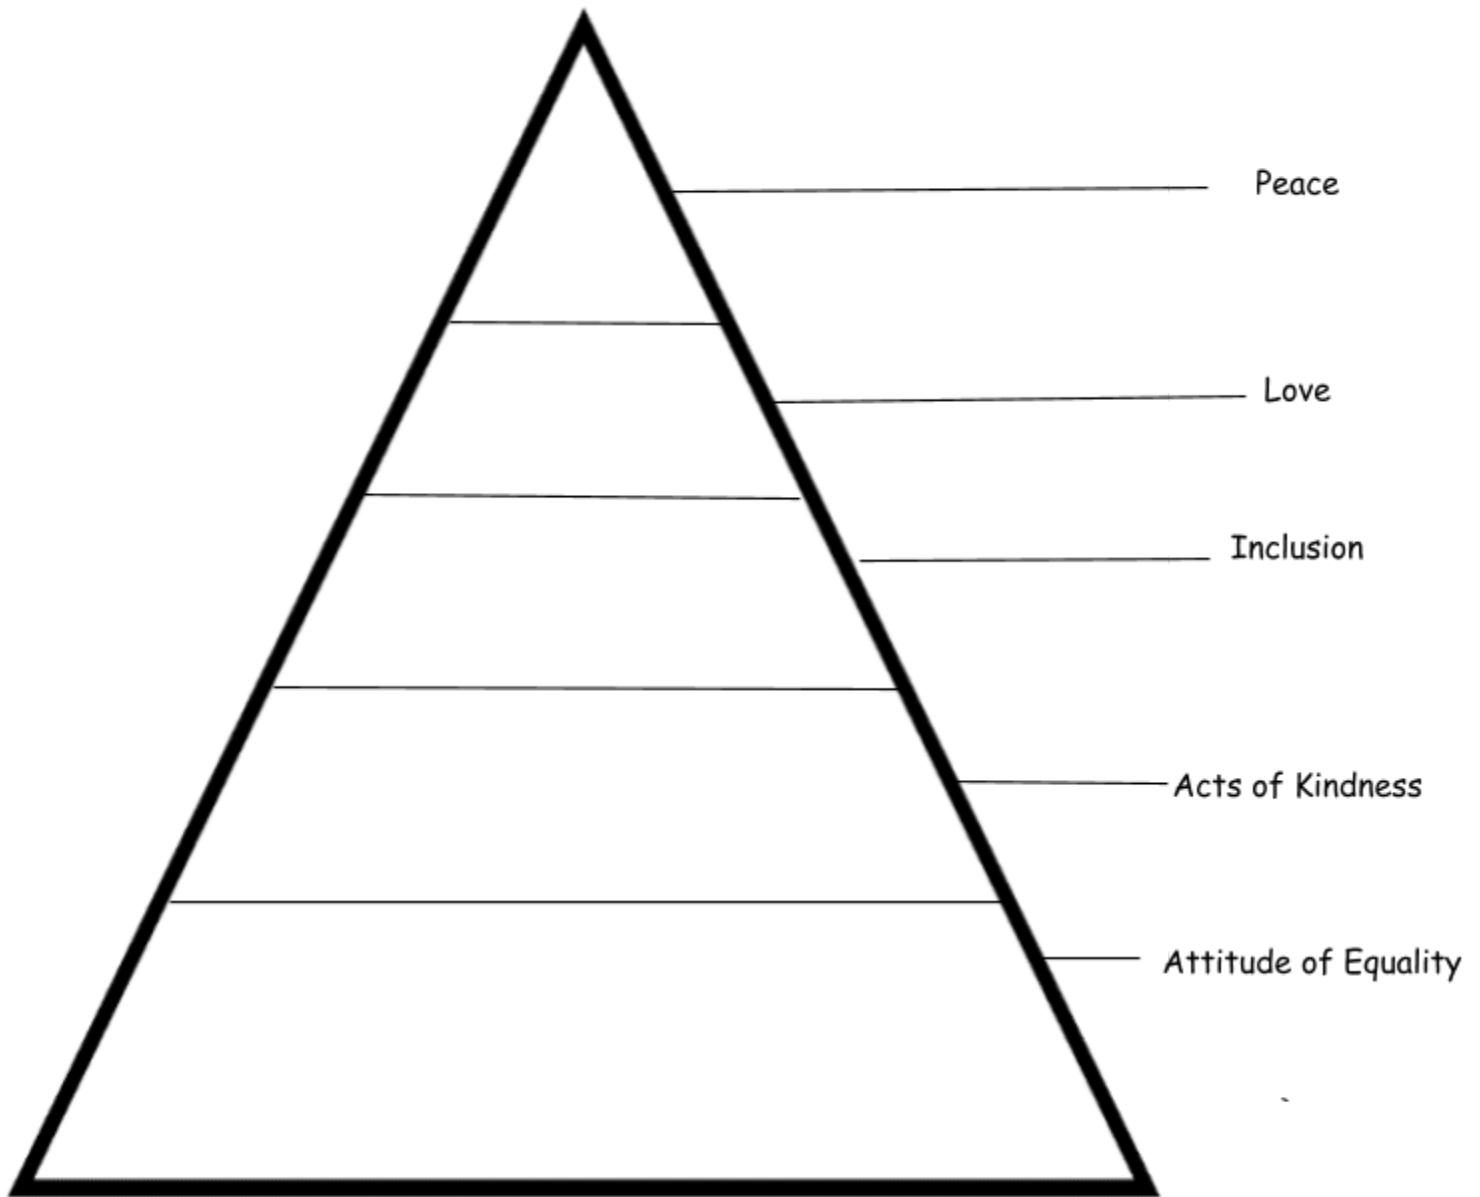 Peace
Love
Inclusion
Acts of Kindness
Attitude of Equality